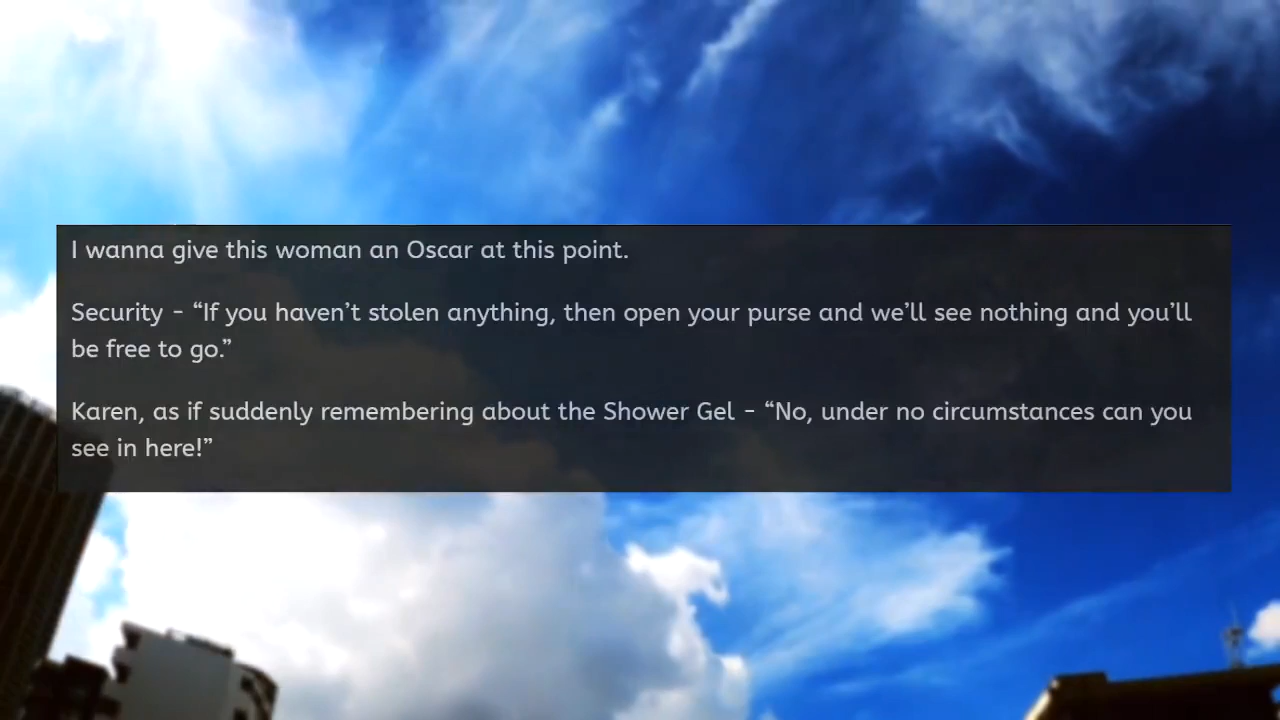 I wanna give this woman an Oscar at this point.
Security - “If you haven’t stolen anything, then open your purse and we’ll see nothing and you’ll
be free to go.”
Karen, as if suddenly remembering about the Shower Gel - “No, under no circumstances can you
see in here!”